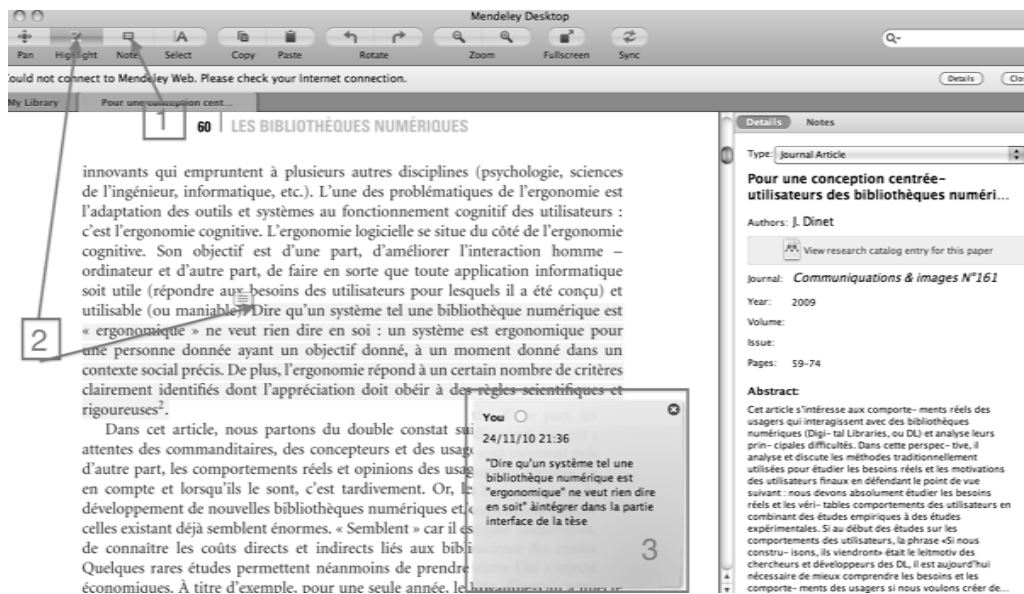 Mendeley Desktop
Pan Highlight Note Select Copy Paste Rotate Zoom Fullscreen Sync
ould not connect to Mendeley Web. Please check your Internet connection. Details Clo
My Library Pour une conception cent...
1
60 LES BIBLIOTHÈQUES NUMÉRIQUES
innovants qui empruntent à plusieurs autres disciplines (psychologie, sciences
de l'ingénieur, informatique, etc.). L'une des problématiques de l'ergonomie est
l'adaptation des outils et systèmes au fonctionnement cognitif des utilisateurs :
c'est l'ergonomie cognitive. L'ergonomie logicielle se situe du côté de l'ergonomie
cognitive. Son objectif est d'une part, d'améliorer l'interaction homme –
ordinateur et d'autre part, de faire en sorte que toute application informatique
soit utile (répondre aux besoins des utilisateurs pour lesquels il a été conçu) et
utilisable (ou maniable). Dire qu'un système tel une bibliothèque numérique est
« ergonomique » ne veut rien dire en soi : un système est ergonomique pour
une personne donnée ayant un objectif donné, à un moment donné dans un
contexte social précis. De plus, l'ergonomie répond à un certain nombre de critères
clairement identifiés dont l'appréciation doit obéir à des règles scientifiques et
rigoureuses².
2
Dans cet article, nous partons du double constat sui
attentes des commanditaires, des concepteurs et des usag
d'autre part, les comportements réels et opinions des usag
en compte et lorsqu'ils le sont, c'est tardivement. Or, le
développement de nouvelles bibliothèques numériques et
celles existant déjà semblent énormes. « Semblent » car il es
de connaître les coûts directs et indirects liés aux bibli
Quelques rares études permettent néanmoins de prendre
économiques. À titre d'exemple, pour une seule année, le
You
24/11/10 21:36
"Dire qu'un système tel une
bibliothèque numérique est
"ergonomique" ne veut rien dire
en soit" àintégrer dans la partie
interface de la tèse
3
Details Notes
Type: Journal Article
Pour une conception centrée-
utilisateurs des bibliothèques numéri...
Authors: J. Dinet
View research catalog entry for this paper
Journal: Communiquations & images N°161
Year: 2009
Volume:
Issue:
Pages: 59-74
Abstract:
Cet article s'intéresse aux comporte- ments réels des
usagers qui interagissent avec des bibliothèques
numériques (Digi- tal Libraries, ou DL) et analyse leurs
prin- cipales difficultés. Dans cette perspec- tive, il
analyse et discute les méthodes traditionnellement
utilisées pour étudier les besoins réels et les motivations
des utilisateurs finaux en défendant le point de vue
suivant : nous devons absolument étudier les besoins
réels et les véri- tables comportements des utilisateurs en
combinant des études empiriques à des études
expérimentales. Si au début des études sur les
comportements des utilisateurs, la phrase «Si nous
constru- isons, ils viendront» était le leitmotiv des
chercheurs et développeurs des DL, il est aujourd'hui
nécessaire de mieux comprendre les besoins et les
comporte- ments des usagers si nous voulons créer de...